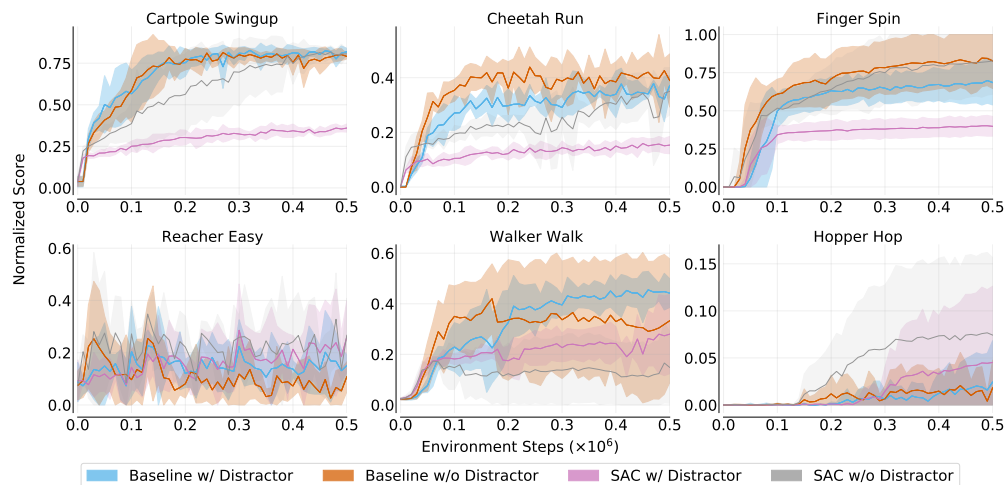 Cartpole Swingup Cheetah Run Finger Spin
0.75 0.4 1.00
0.75
0.50
0.2 0.50
0.25
0.25
0.00 0.0 0.00
0.0 0.1 0.2 0.3 0.4 0.5 0.0 0.1 0.2 0.3 0.4 0.5 0.0 0.1 0.2 0.3 0.4 0.5
Normalized Score
Reacher Easy Walker Walk Hopper Hop
0.6 0.6 0.15
0.4 0.4 0.10
0.2 0.2 0.05
0.0 0.0 0.00
0.0 0.1 0.2 0.3 0.4 0.5 0.0 0.1 0.2 0.3 0.4 0.5 0.0 0.1 0.2 0.3 0.4 0.5
Environment Steps (×10⁶)
Baseline w/ Distractor Baseline w/o Distractor SAC w/ Distractor SAC w/o Distractor